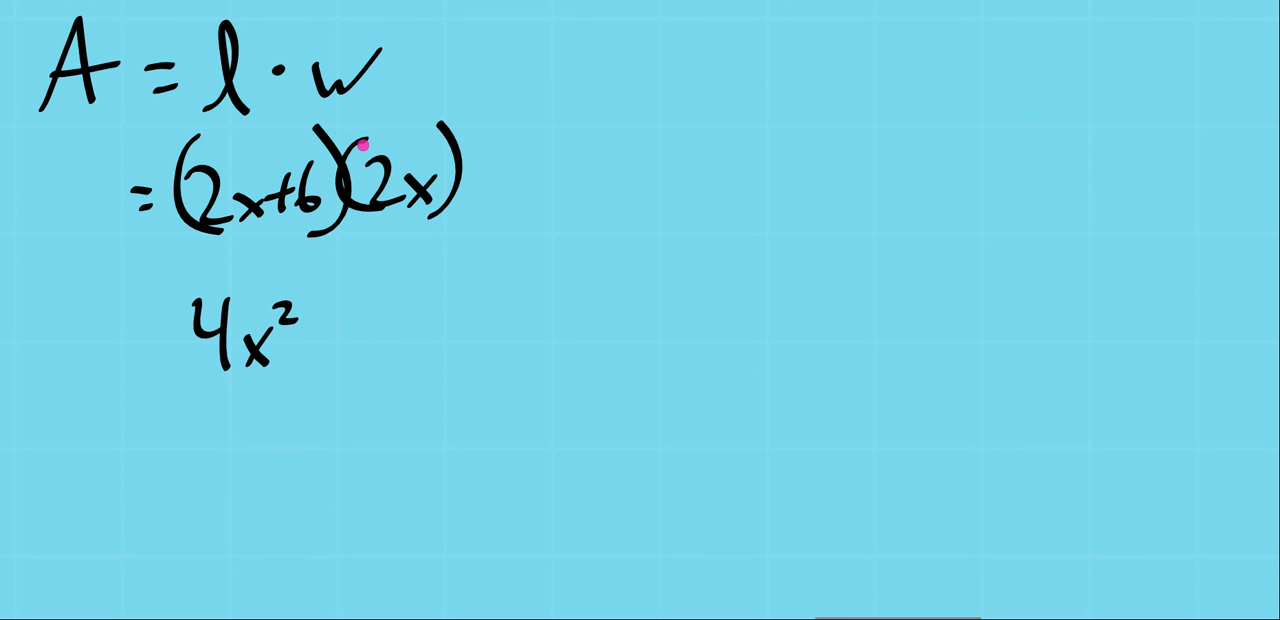 A = l · w
= (2x+6)(2x)
4x²